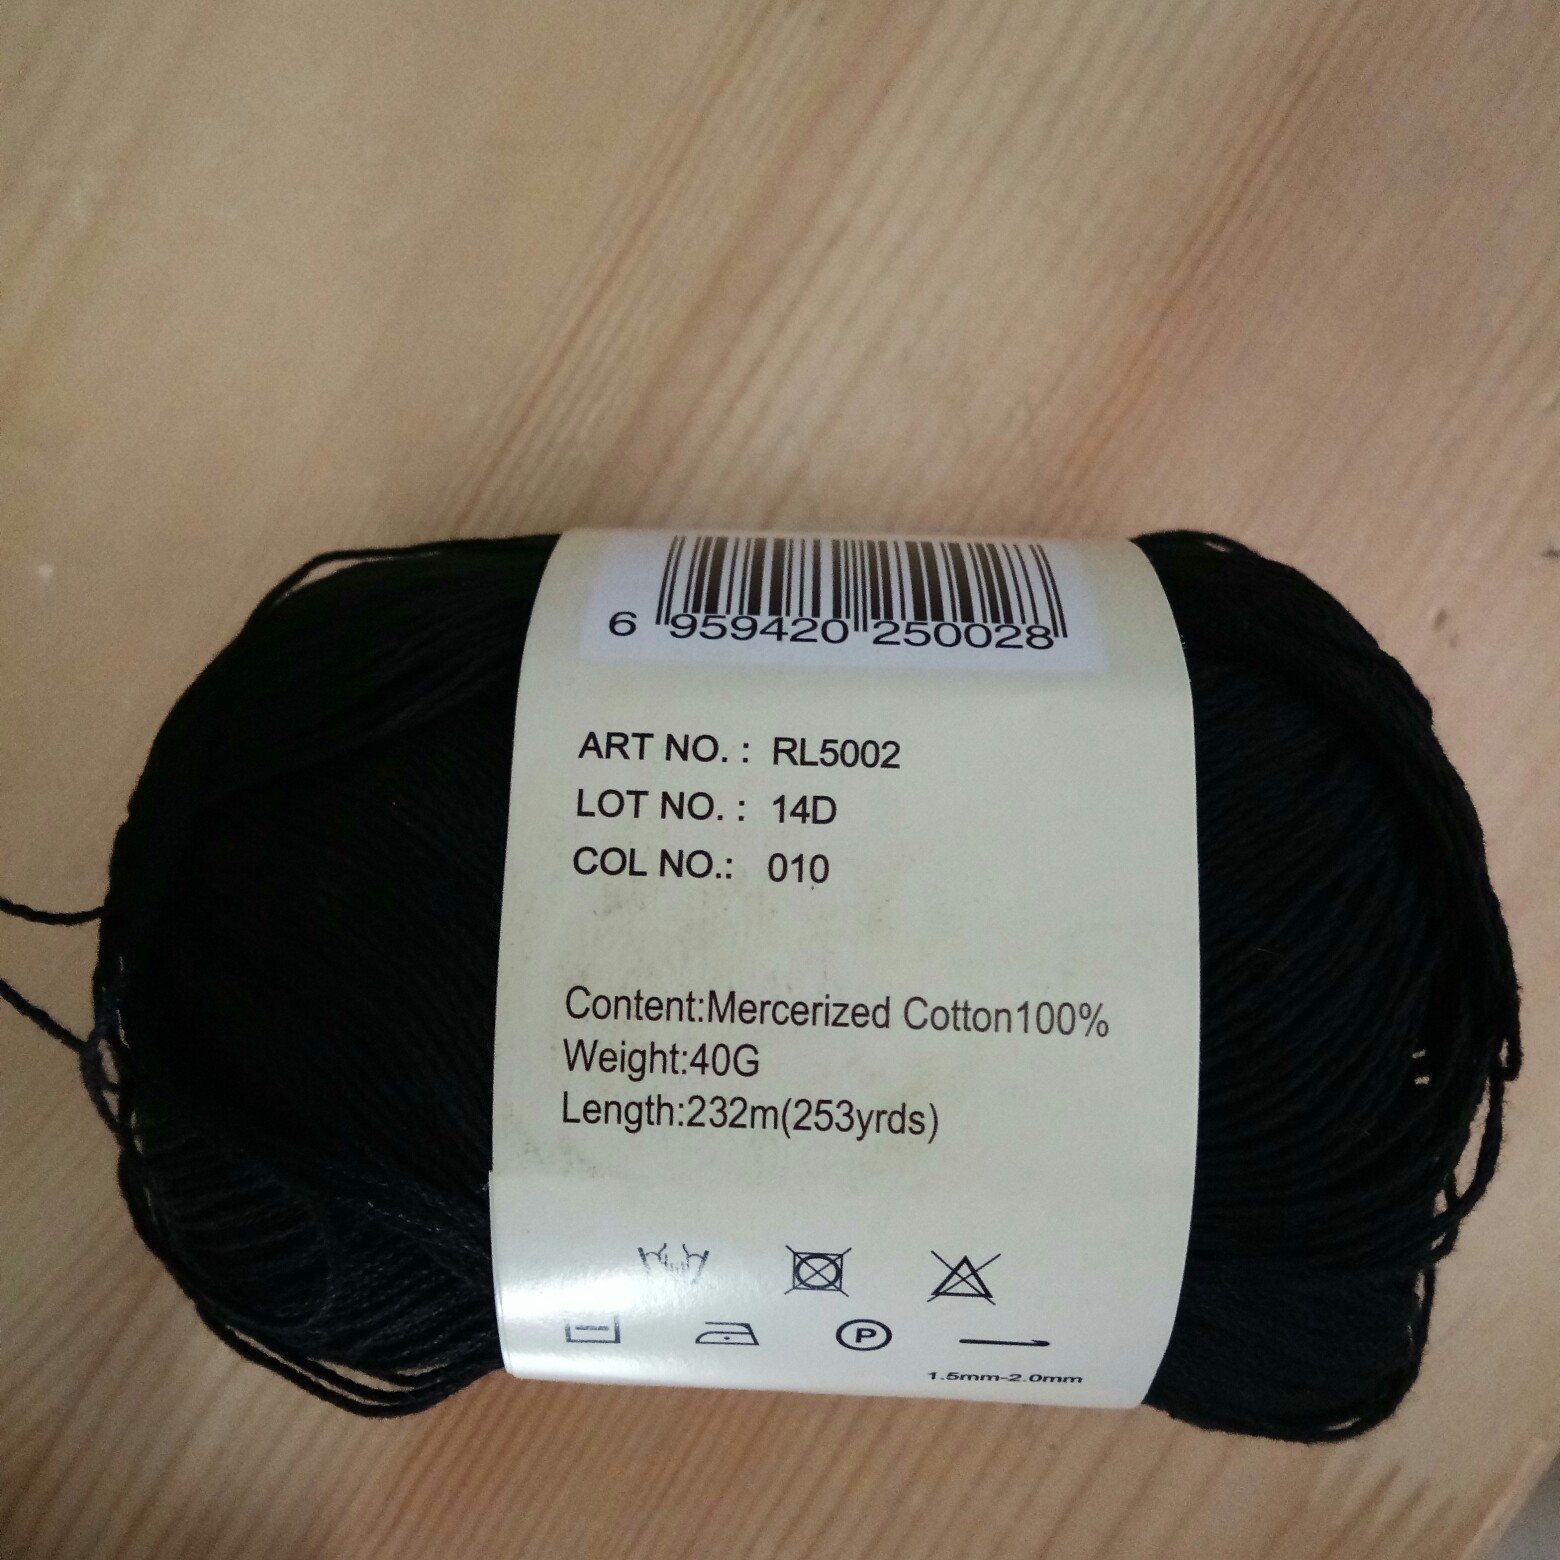 6 959420 250028
ART NO. : RL5002
LOT NO. : 14D
COL NO.: 010
Content:Mercerized Cotton100%
Weight:40G
Length:232m(253yrds)
P
1.5mm-2.0mm